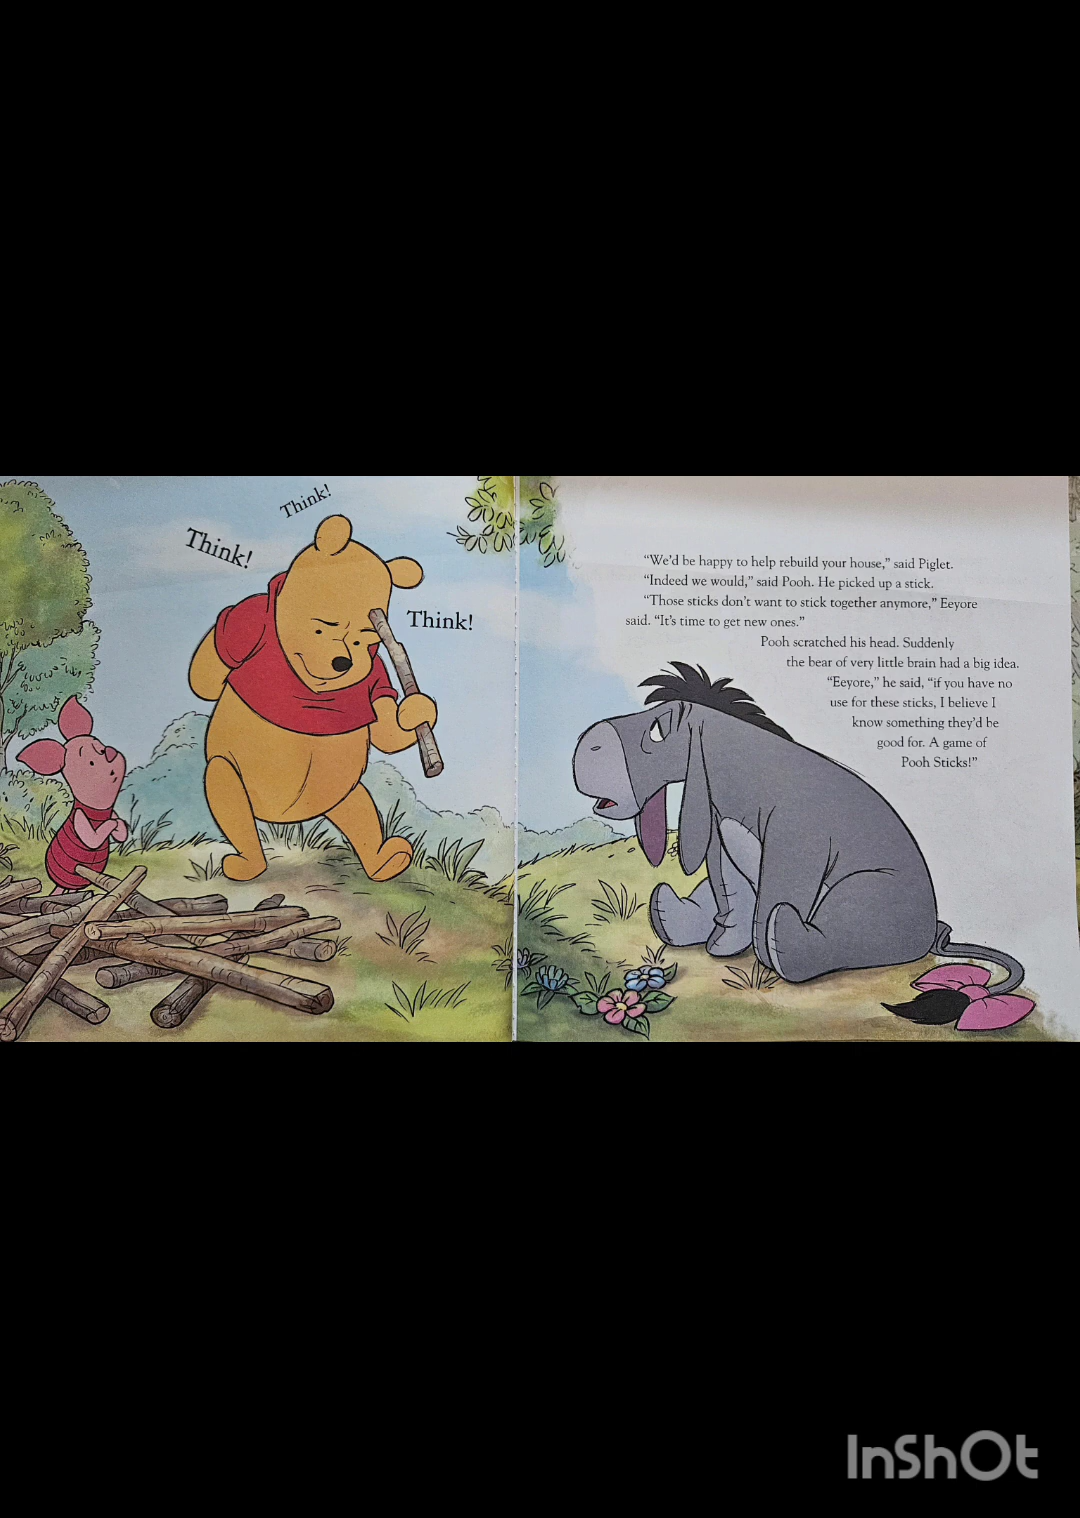 Think!
Think!
Think!
“We’d be happy to help rebuild your house,” said Piglet.
“Indeed we would,” said Pooh. He picked up a stick.
“Those sticks don’t want to stick together anymore,” Eeyore
said. “It’s time to get new ones.”
Pooh scratched his head. Suddenly
the bear of very little brain had a big idea.
“Eeyore,” he said, “if you have no
use for these sticks, I believe I
know something they’d be
good for. A game of
Pooh Sticks!”
InShOt